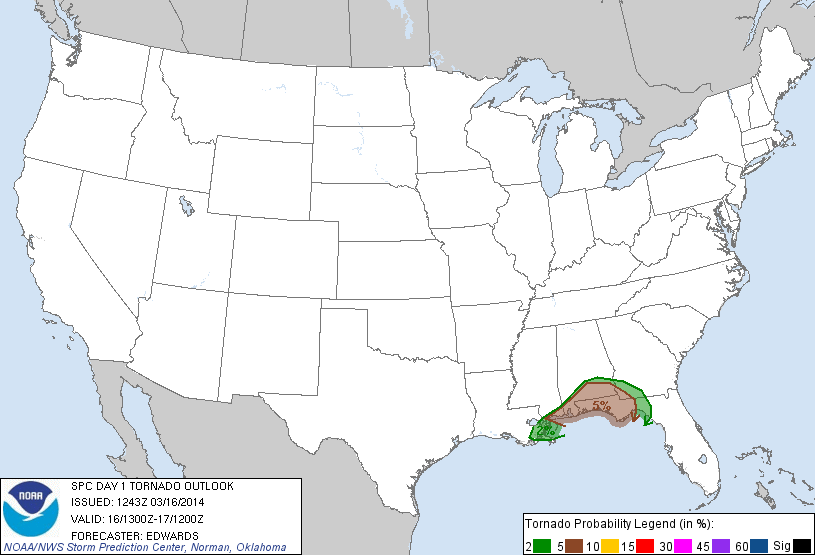 5%
2%
NOAA
SPC DAY 1 TORNADO OUTLOOK
ISSUED: 1243Z 03/16/2014
VALID: 16/1300Z-17/1200Z
FORECASTER: EDWARDS
NOAA/NWS Storm Prediction Center, Norman, Oklahoma
Tornado Probability Legend (in %):
2 5 10 15 30 45 60 Sig